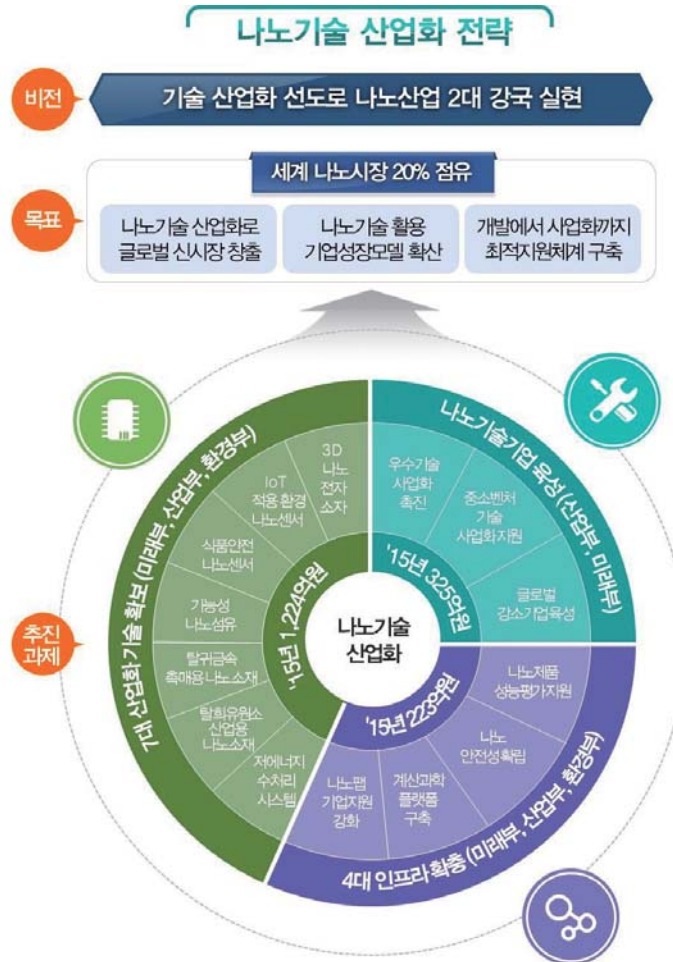 나노기술 산업화 전략
비전
기술 산업화 선도로 나노산업 2대 강국 실현
목표
세계 나노시장 20% 점유
나노기술 산업화로
글로벌 신시장 창출
나노기술 활용
기업성장모델 확산
개발에서 사업화까지
최적지원체계 구축
추진
과제
나노기술
산업화
7대 산업화 기술 확보 (미래부, 산업부, 환경부)
'15년 1,224억원
3D
나노
전자
소자
IoT
적용 환경
나노센서
식품안전
나노센서
기능성
나노섬유
탈귀금속
촉매용 나노 소재
탈희유원소
산업용
나노소재
저에너지
수처리
시스템
나노기술기업 육성 (산업부, 미래부)
'15년 325억원
우수기술
사업화
촉진
중소벤처
기술
사업화 지원
글로벌
강소기업 육성
4대 인프라 확충 (미래부, 산업부, 환경부)
'15년 223억원
나노제품
성능평가 지원
나노
안전성 확립
계산과학
플랫폼
구축
나노팹
기업지원
강화